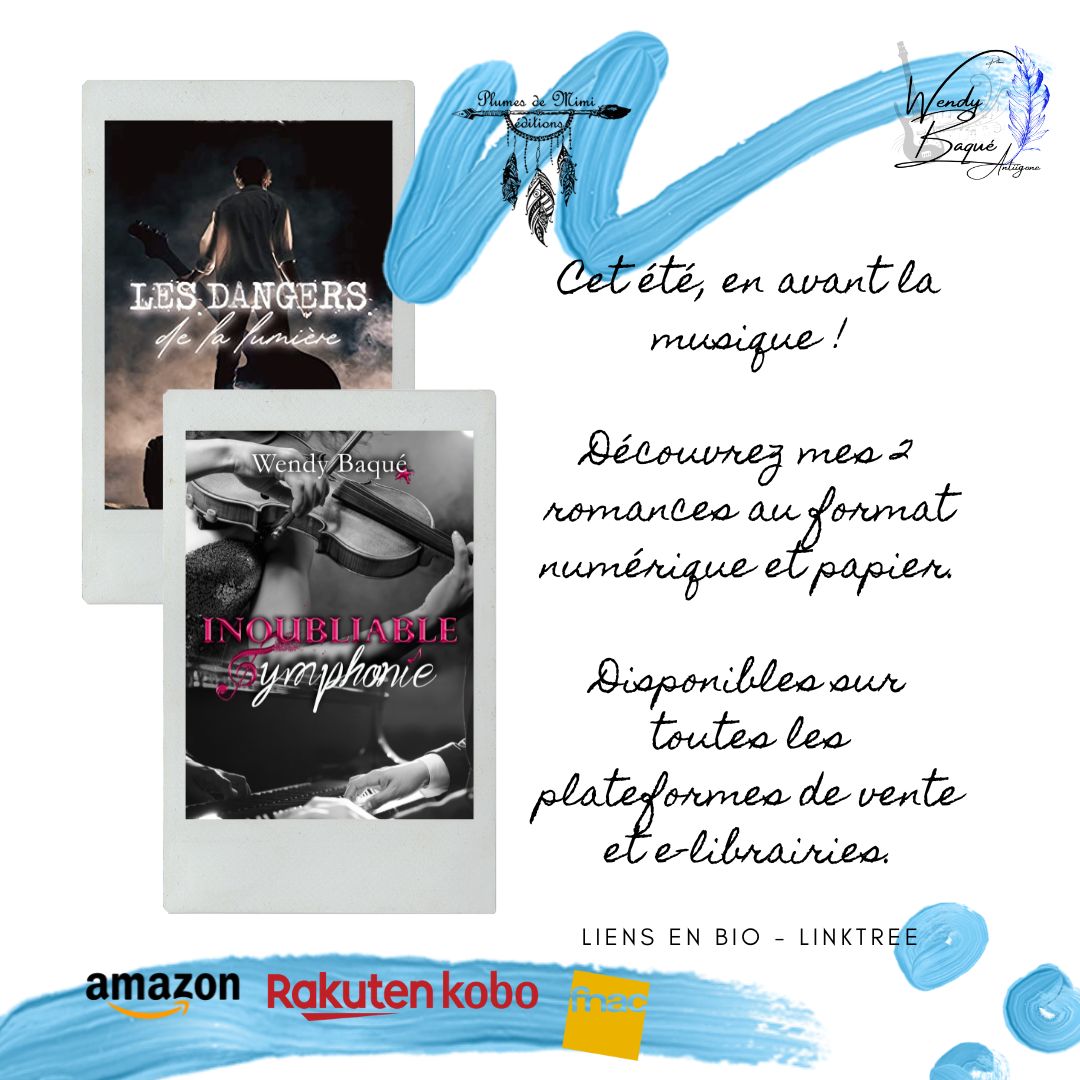 Plumes de Mimi
éditions
Wendy
Baqué
Antiigone
LES DANGERS
de la lumière
Wendy Baqué
INOUBLIABLE
Symphonie
Cet été, en avant la
musique !
Découvrez mes 2
romances au format
numérique et papier.
Disponibles sur
toutes les
plateformes de vente
et e-librairies.
LIENS EN BIO – LINKTREE
amazon
Rakuten kobo
fnac